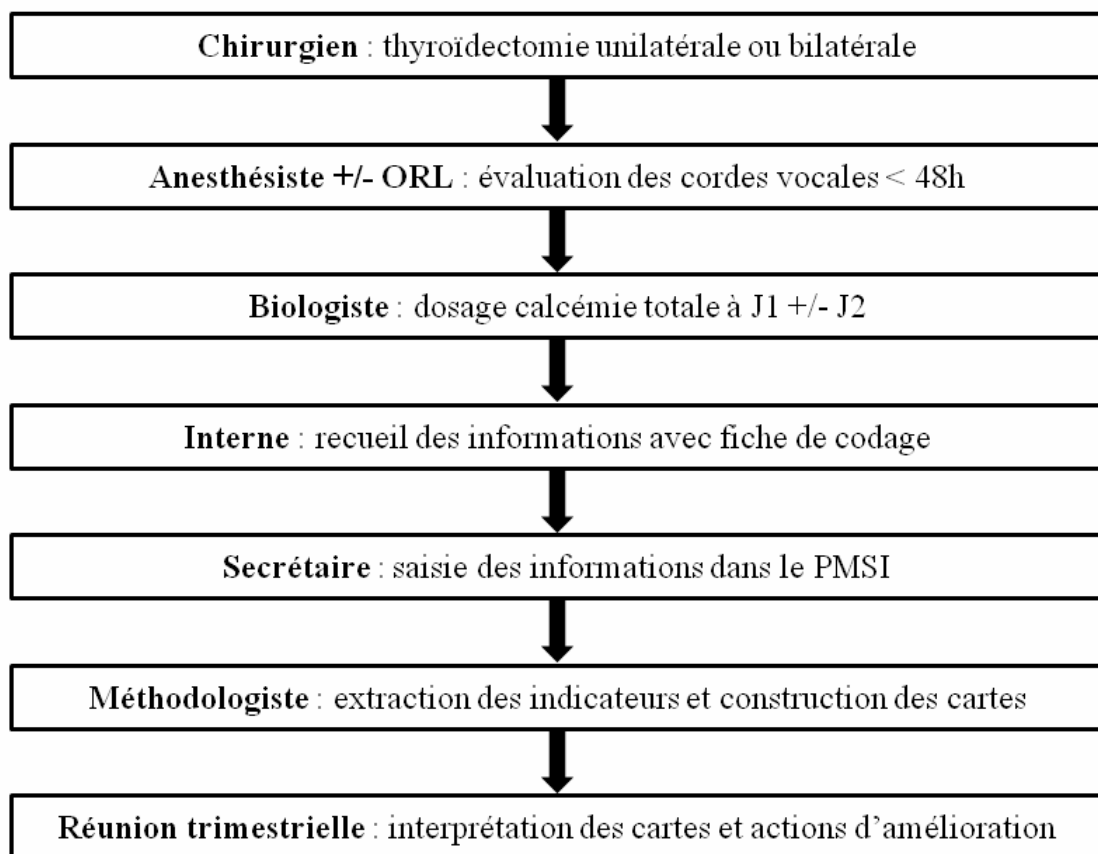 Chirurgien : thyroïdectomie unilatérale ou bilatérale
Anesthésiste +/- ORL : évaluation des cordes vocales < 48h
Biologiste : dosage calcémie totale à J1 +/- J2
Interne : recueil des informations avec fiche de codage
Secrétaire : saisie des informations dans le PMSI
Méthodologiste : extraction des indicateurs et construction des cartes
Réunion trimestrielle : interprétation des cartes et actions d’amélioration